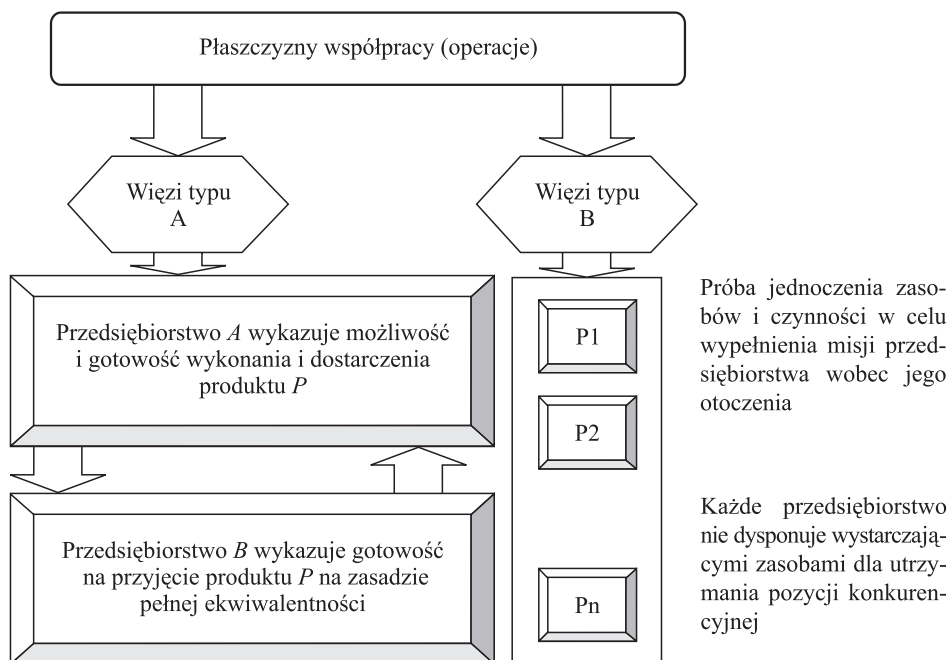 Płaszczyzny współpracy (operacje)
Więzi typu
A
Więzi typu
B
Przedsiębiorstwo A wykazuje możliwość
i gotowość wykonania i dostarczenia
produktu P
Przedsiębiorstwo B wykazuje gotowość
na przyjęcie produktu P na zasadzie
pełnej ekwiwalentności
P1
P2
Pn
Próba jednoczenia zaso-
bów i czynności w celu
wypełnienia misji przed-
siębiorstwa wobec jego
otoczenia
Każde przedsiębiorstwo
nie dysponuje wystarczają-
cymi zasobami dla utrzy-
mania pozycji konkuren-
cyjnej